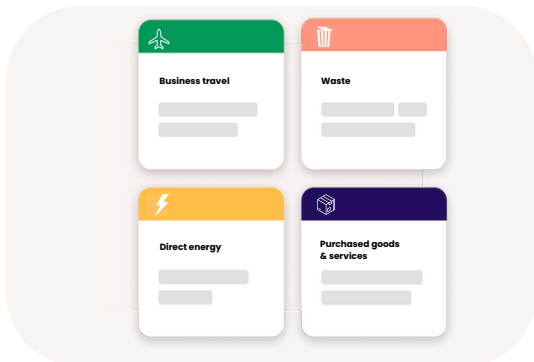 Business travel
Waste
Direct energy
Purchased goods
& services